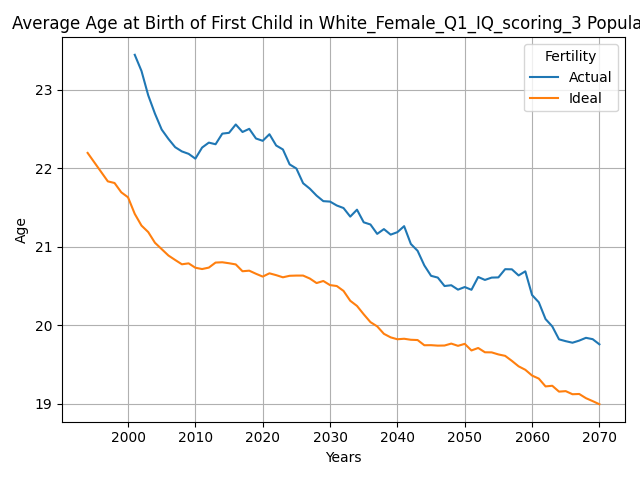 Average Age at Birth of First Child in White_Female_Q1_IQ_scoring_3 Popula
Fertility
Actual
Ideal
23
22
21
20
19
Age
2000 2010 2020 2030 2040 2050 2060 2070
Years